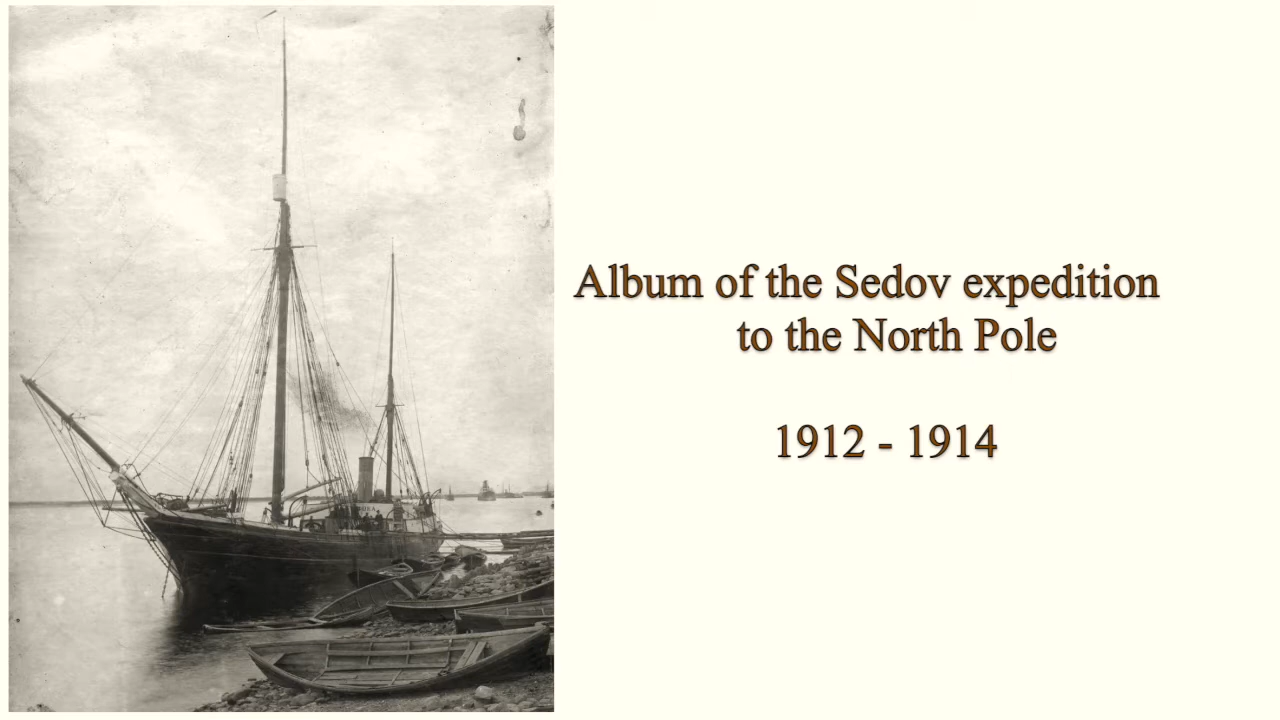 Album of the Sedov expedition
to the North Pole
1912 - 1914